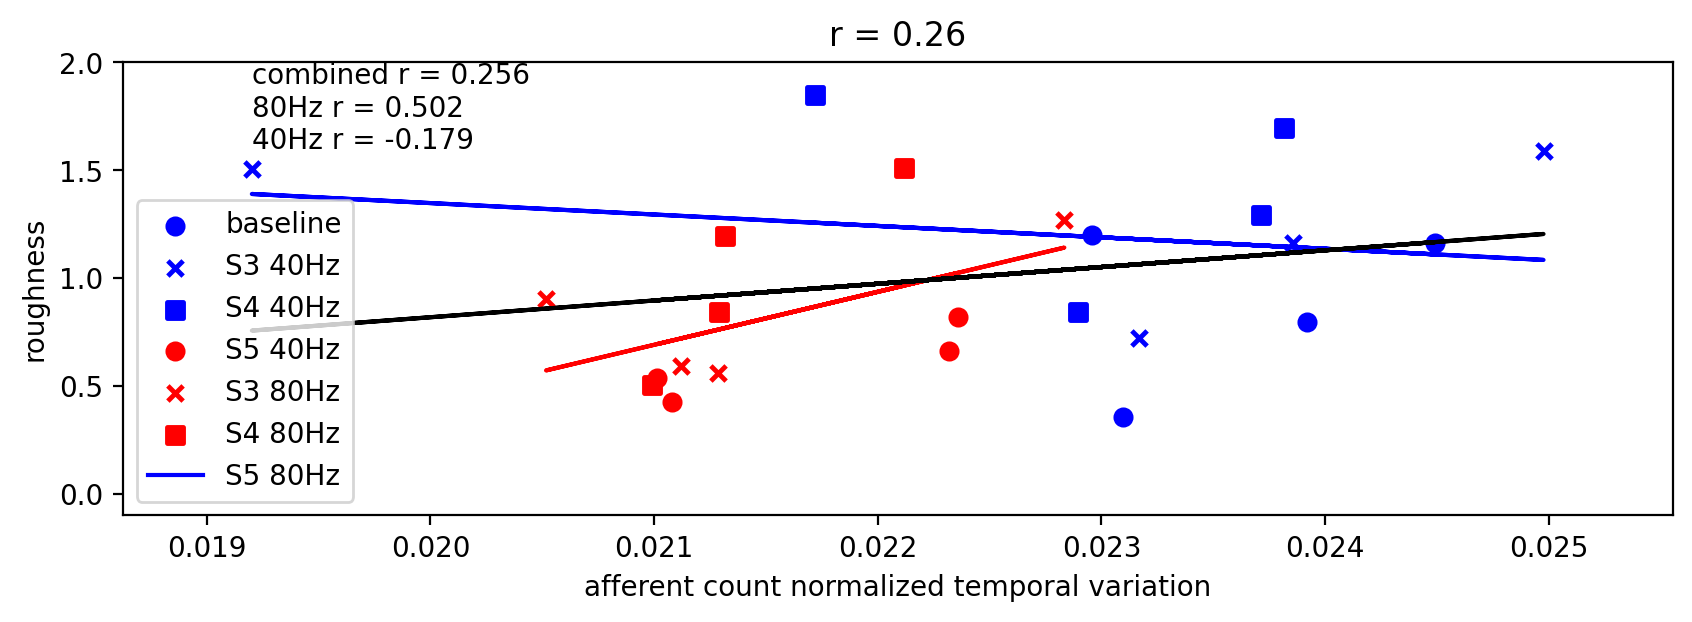 r = 0.26
combined r = 0.256
80Hz r = 0.502
40Hz r = -0.179
2.0
1.5
1.0
0.5
0.0
roughness
baseline
S3 40Hz
S4 40Hz
S5 40Hz
S3 80Hz
S4 80Hz
S5 80Hz
0.019 0.020 0.021 0.022 0.023 0.024 0.025
afferent count normalized temporal variation